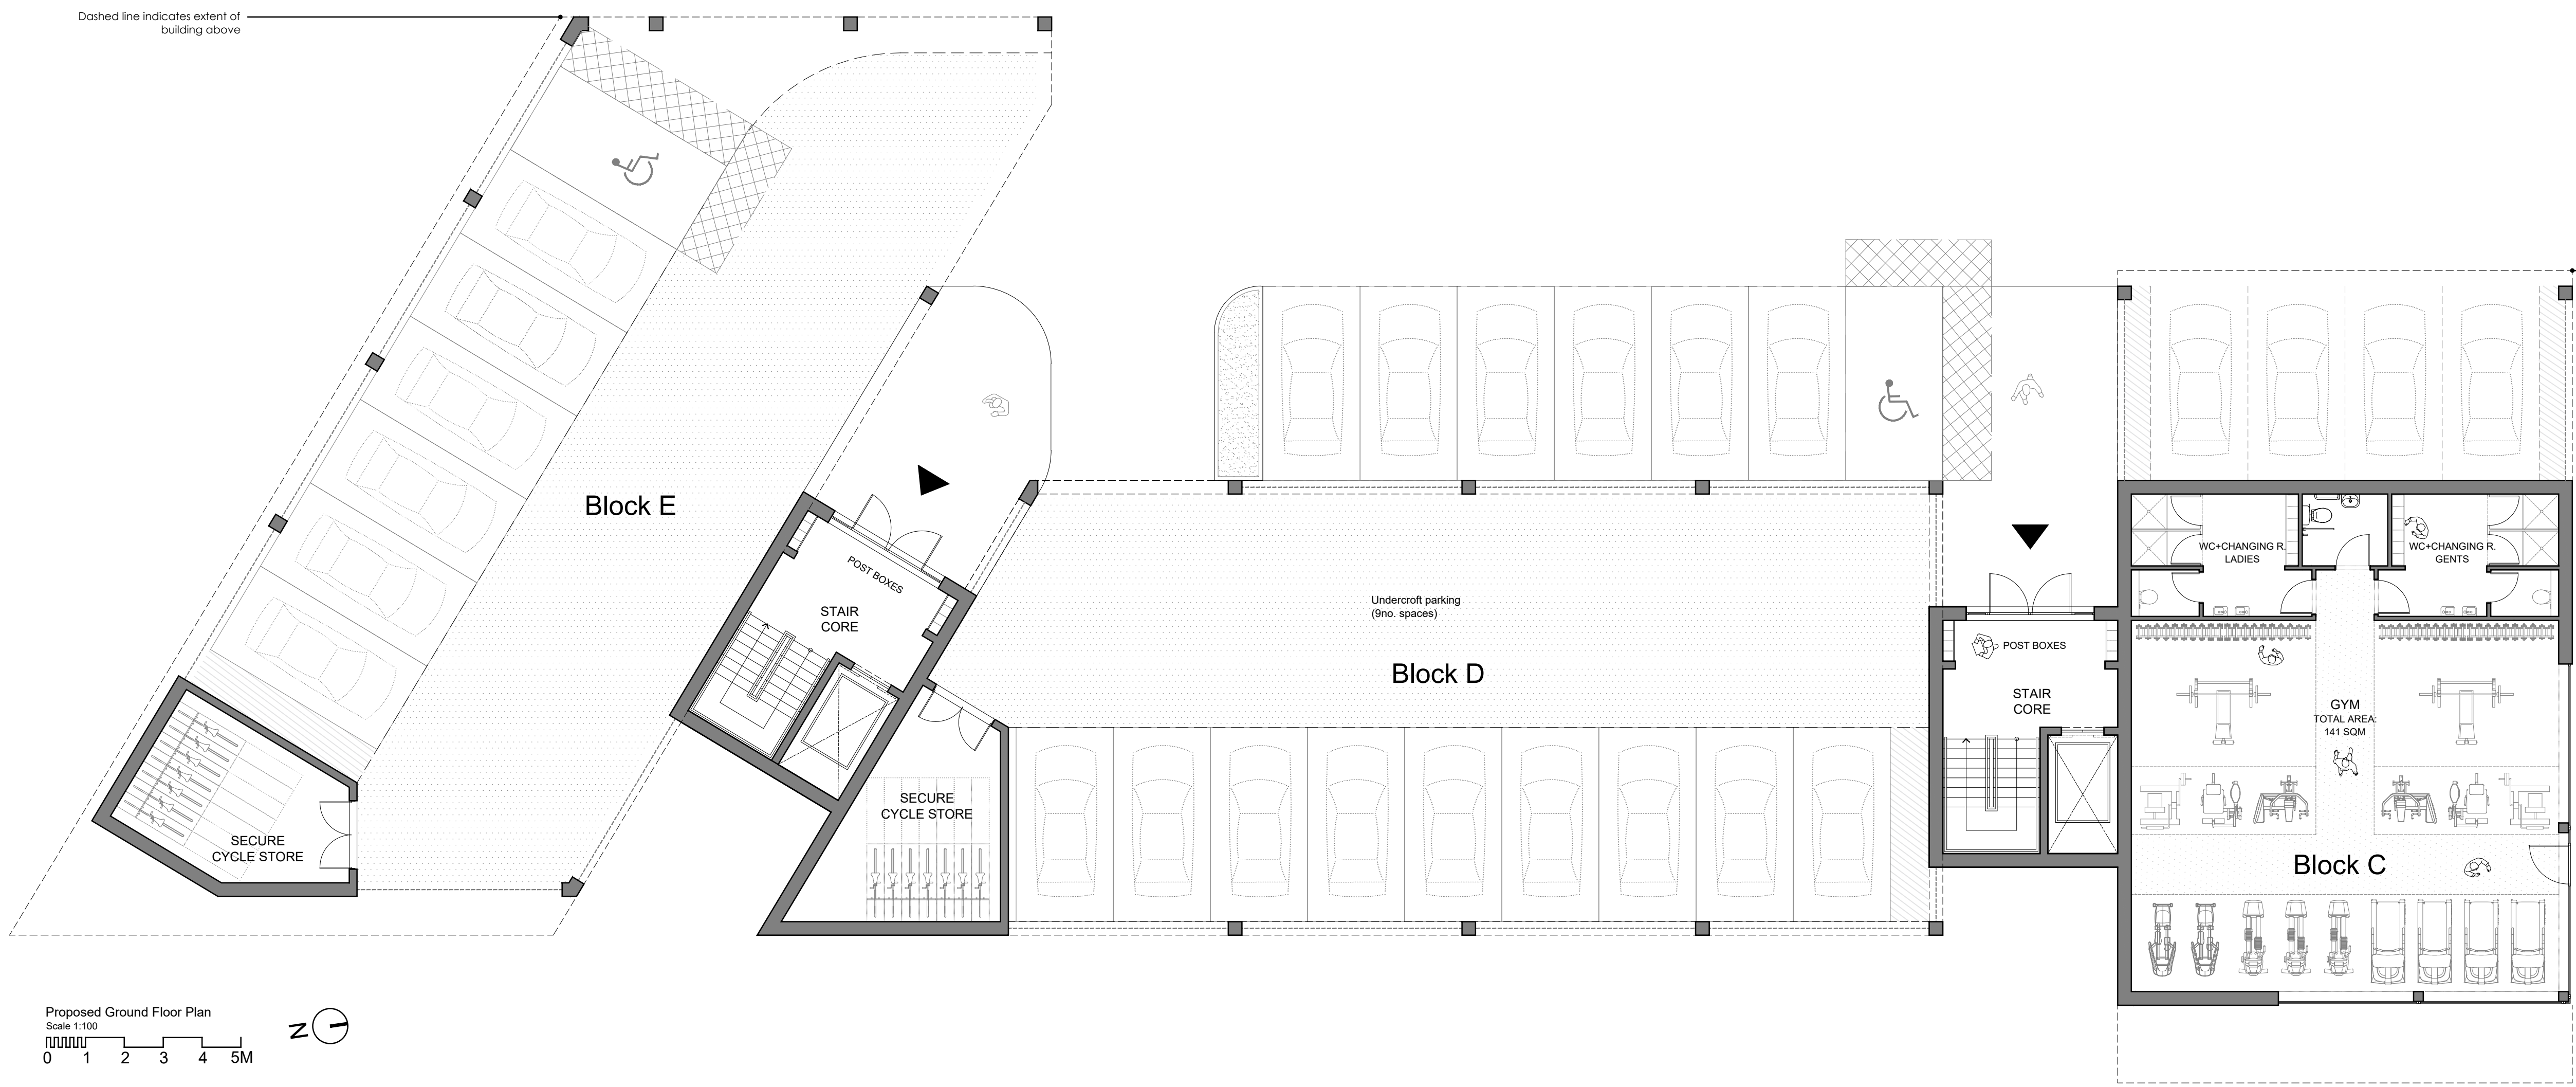 Dashed line indicates extent of
building above
Block E
POST BOXES
STAIR
CORE
SECURE
CYCLE STORE
SECURE
CYCLE STORE
Undercroft parking
(9no. spaces)
Block D
POST BOXES
STAIR
CORE
WC+CHANGING R.
LADIES
WC+CHANGING R.
GENTS
GYM
TOTAL AREA:
141 SQM
Block C
Proposed Ground Floor Plan
Scale 1:100
0 1 2 3 4 5M
N